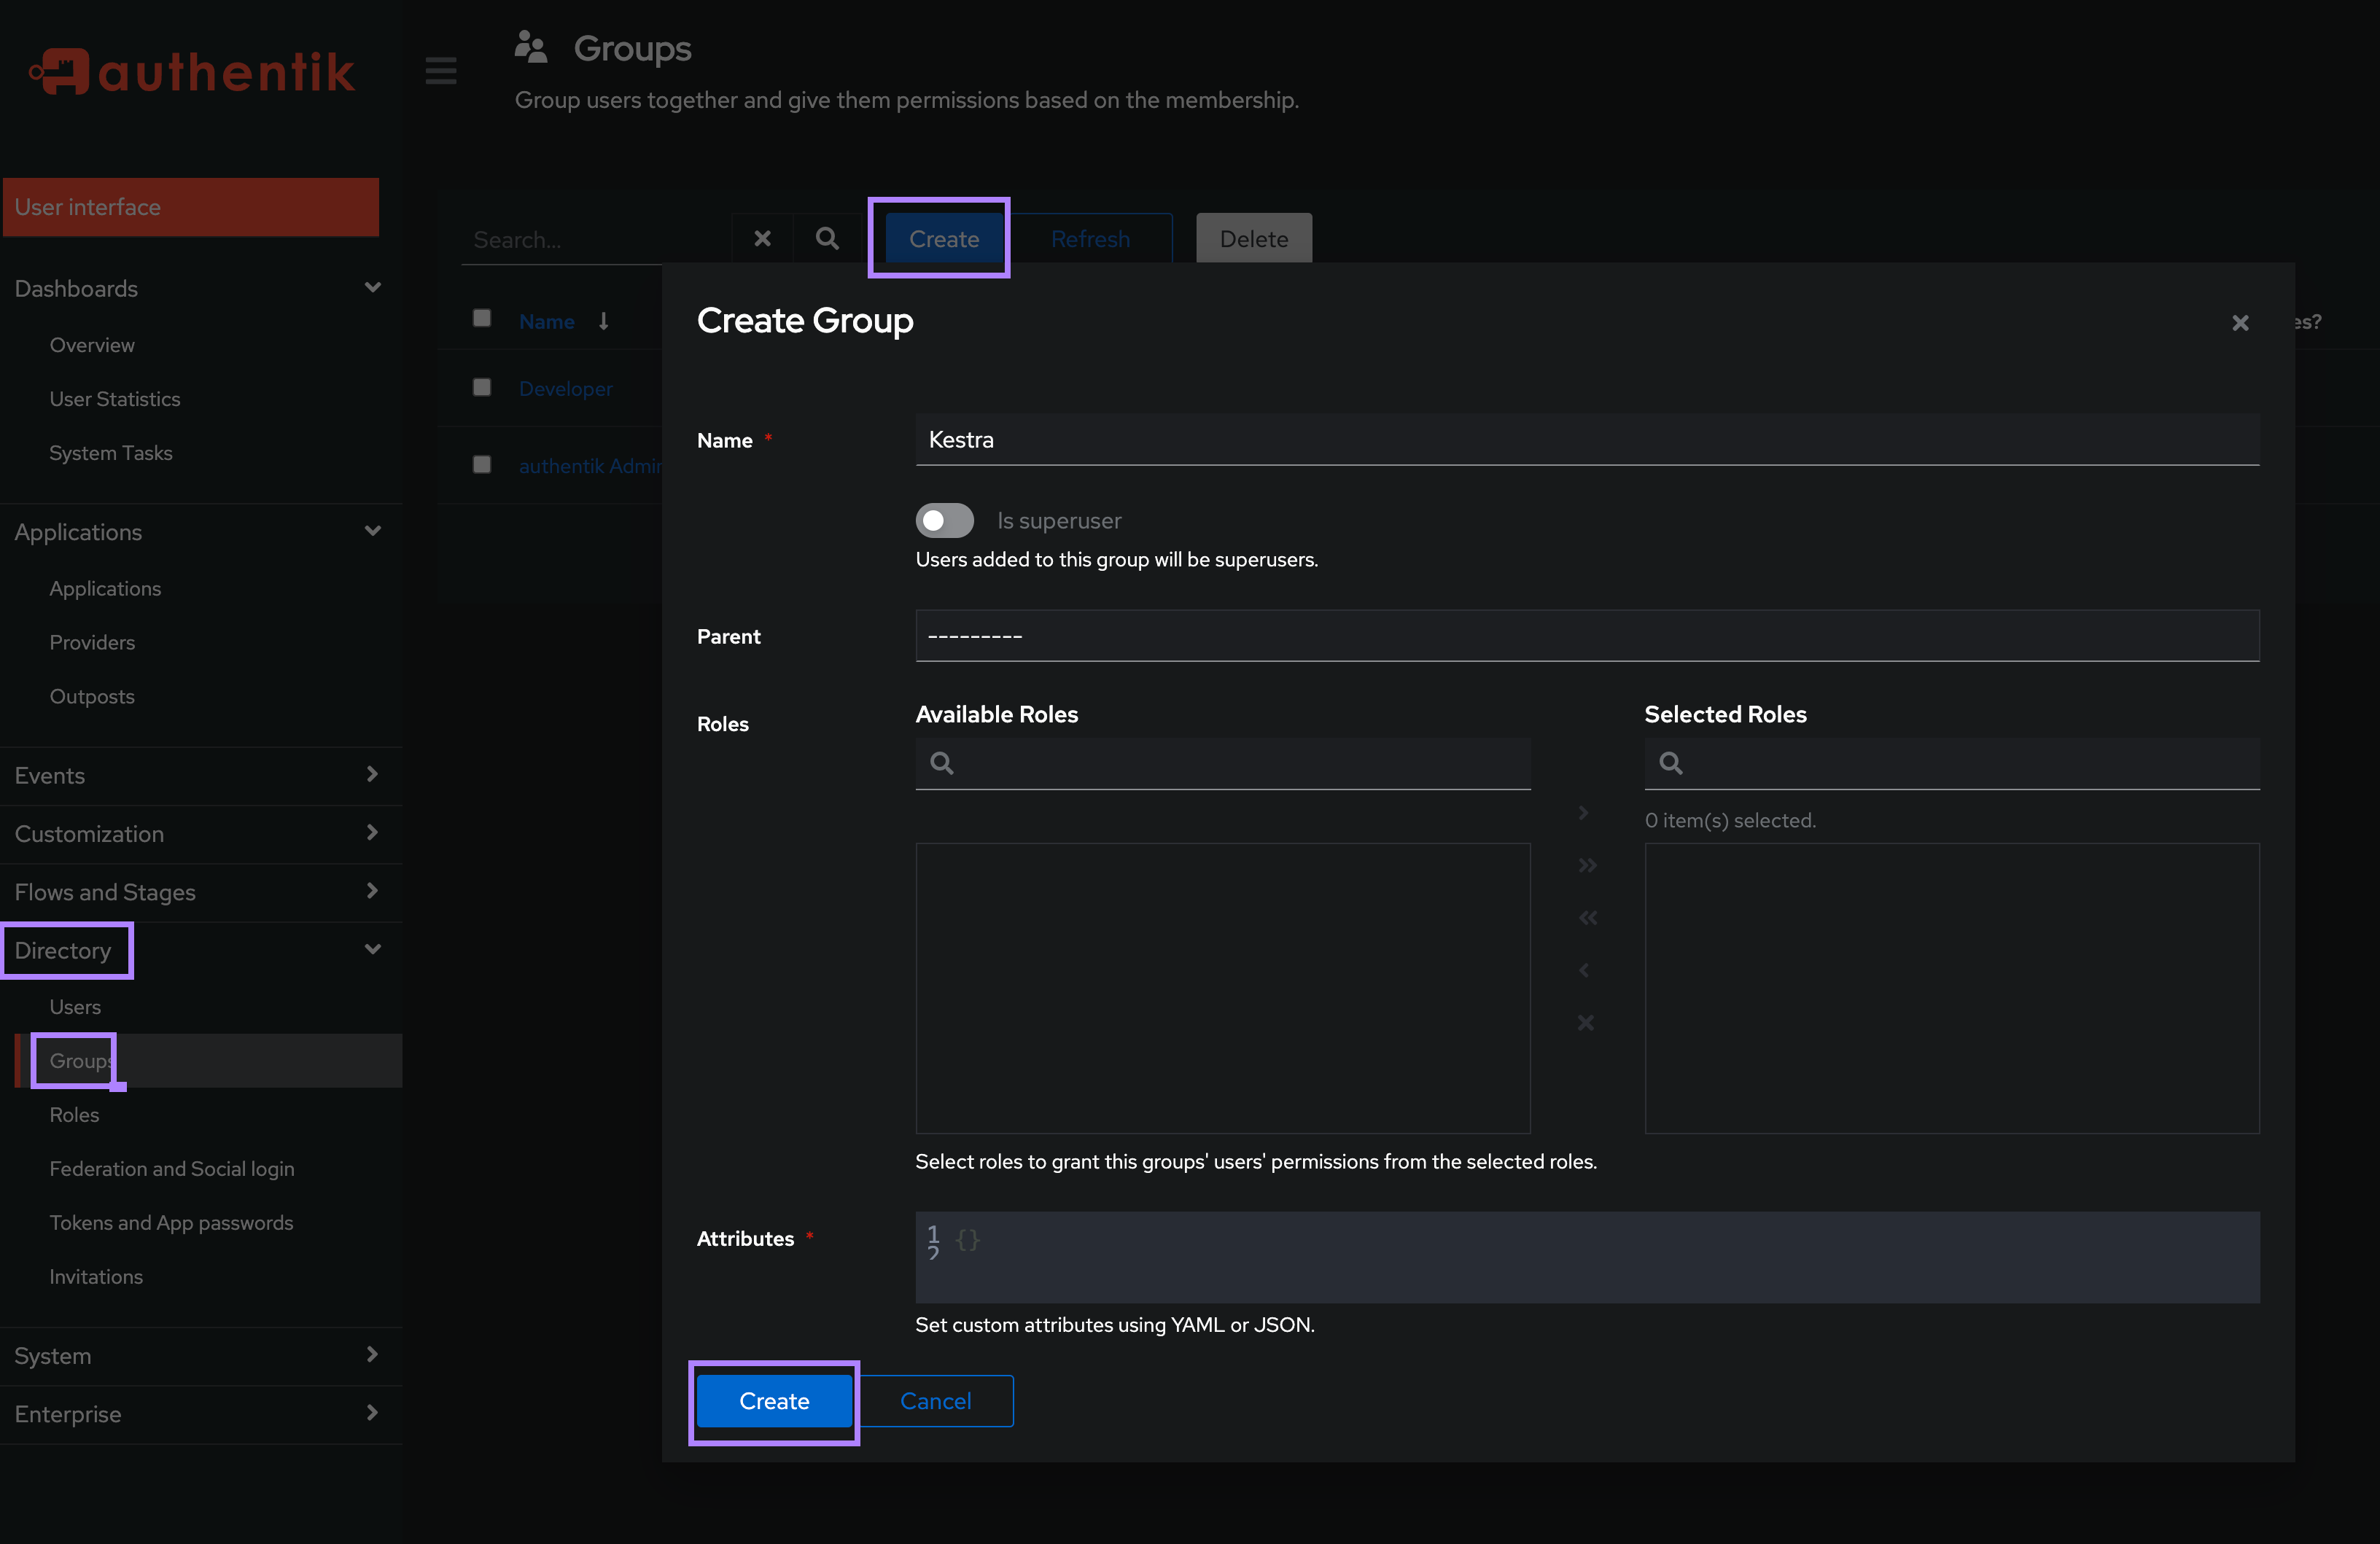 authentik
Groups
Group users together and give them permissions based on the membership.
User interface
Search...
Create
Refresh
Delete
Dashboards
Overview
User Statistics
System Tasks
Name
Developer
authentik
Create Group
es?
Name *
Kestra
Is superuser
Users added to this group will be superusers.
Parent
---------
Roles
Available Roles
Selected Roles
0 item(s) selected.
Select roles to grant this groups' users' permissions from the selected roles.
Attributes *
1 {}
2
Set custom attributes using YAML or JSON.
Create
Cancel
Applications
Applications
Providers
Outposts
Events
Customization
Flows and Stages
Directory
Users
Groups
Roles
Federation and Social login
Tokens and App passwords
Invitations
System
Enterprise